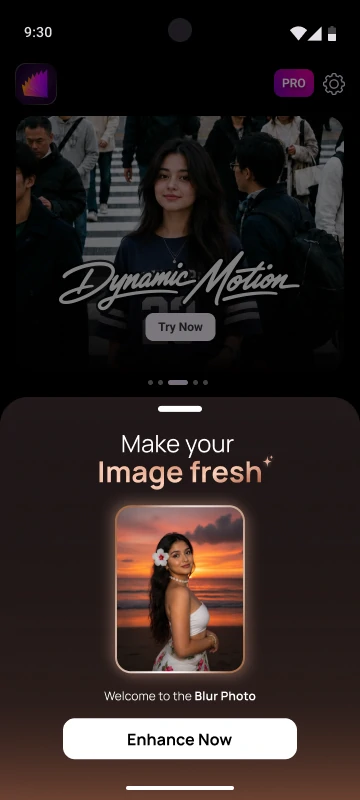 9:30
PRO
Dynamic Motion
Try Now
Make your
Image fresh
Welcome to the Blur Photo
Enhance Now